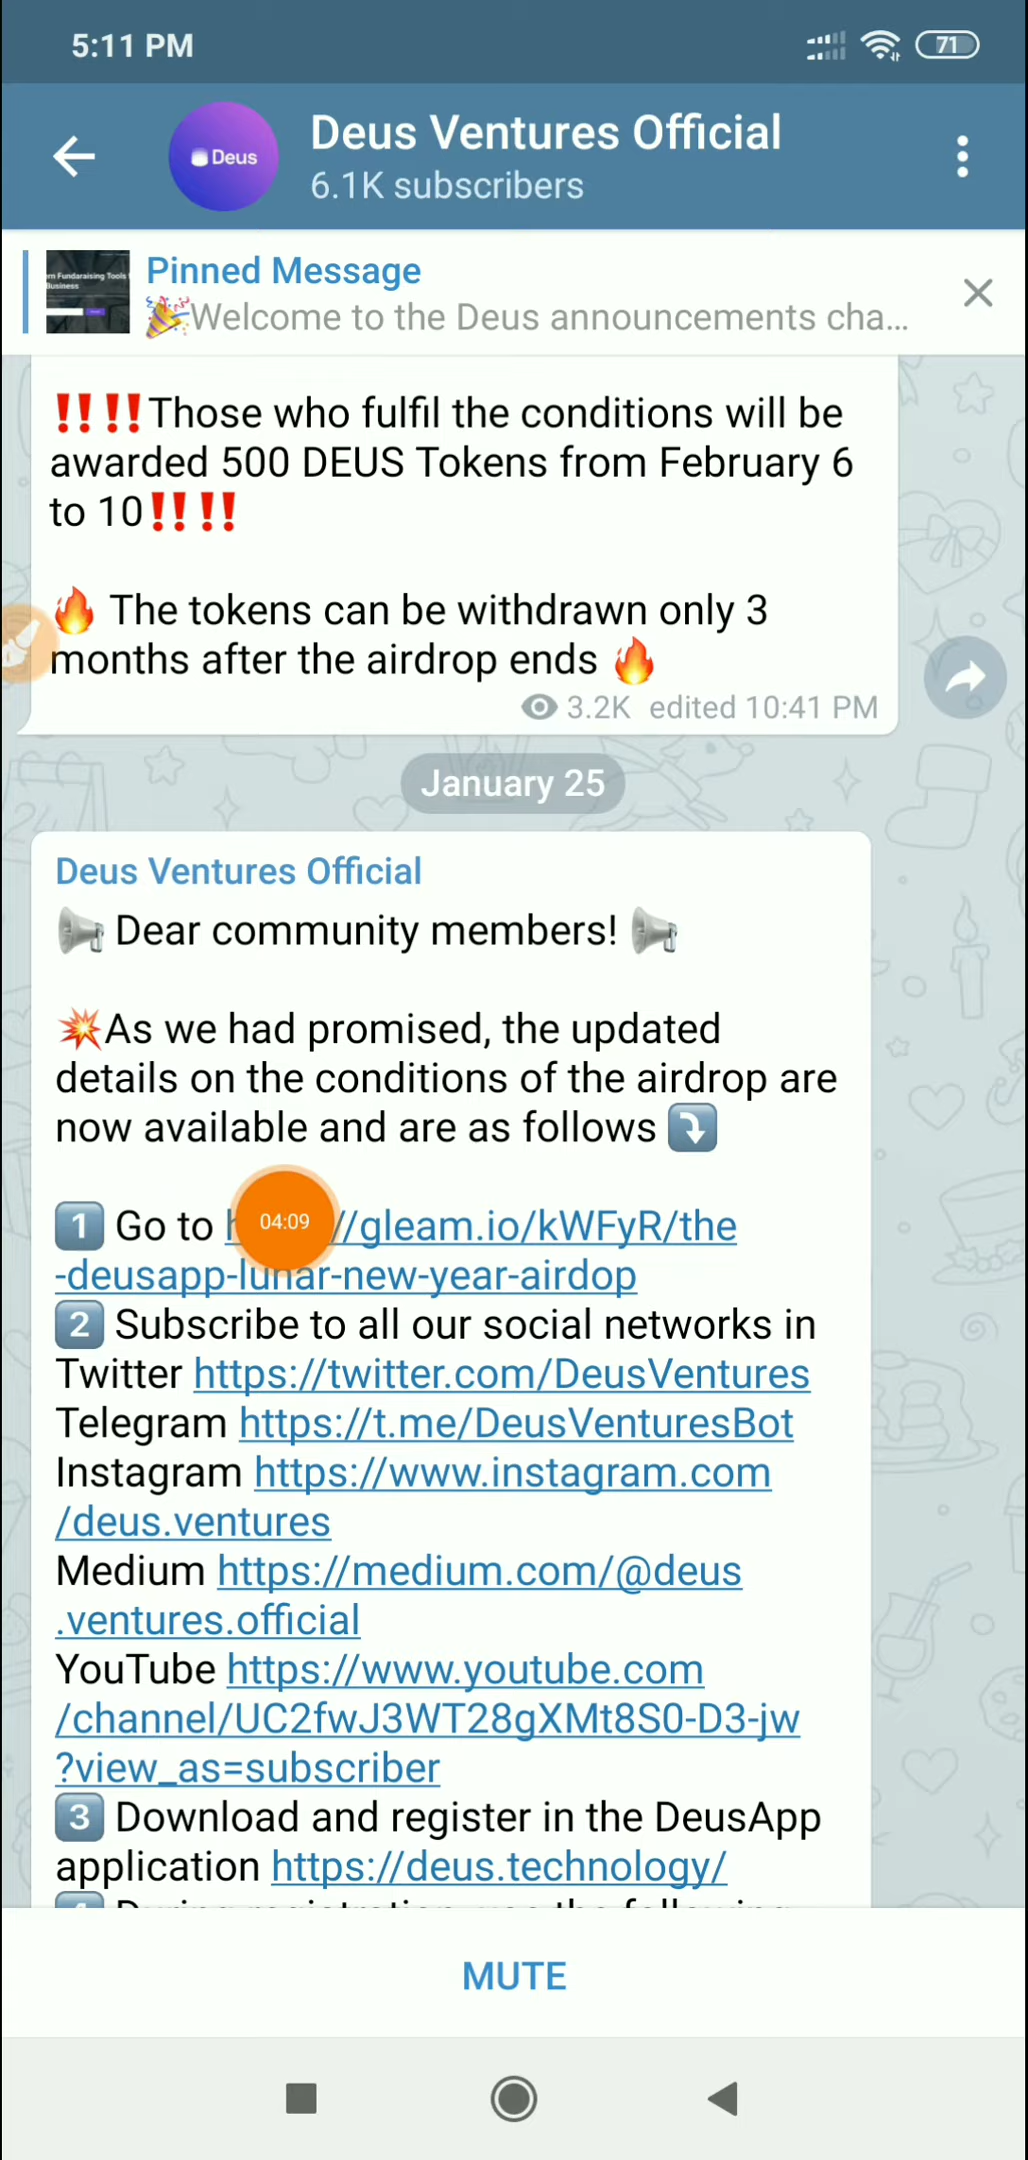 5:11 PM
71
Deus
Deus Ventures Official
6.1K subscribers
Pinned Message
🎉Welcome to the Deus announcements cha...
‼️‼️Those who fulfil the conditions will be
awarded 500 DEUS Tokens from February 6
to 10‼️‼️
🔥 The tokens can be withdrawn only 3
months after the airdrop ends 🔥
3.2K edited 10:41 PM
January 25
Deus Ventures Official
📢 Dear community members! 📢
💥As we had promised, the updated
details on the conditions of the airdrop are
now available and are as follows ⤵️
1️⃣ Go to //gleam.io/kWFyR/the
04:09
-deusapp-lunar-new-year-airdop
2️⃣ Subscribe to all our social networks in
Twitter https://twitter.com/DeusVentures
Telegram https://t.me/DeusVenturesBot
Instagram https://www.instagram.com
/deus.ventures
Medium https://medium.com/@deus
.ventures.official
YouTube https://www.youtube.com
/channel/UC2fwJ3WT28gXMt8S0-D3-jw
?view_as=subscriber
3️⃣ Download and register in the DeusApp
application https://deus.technology/
MUTE